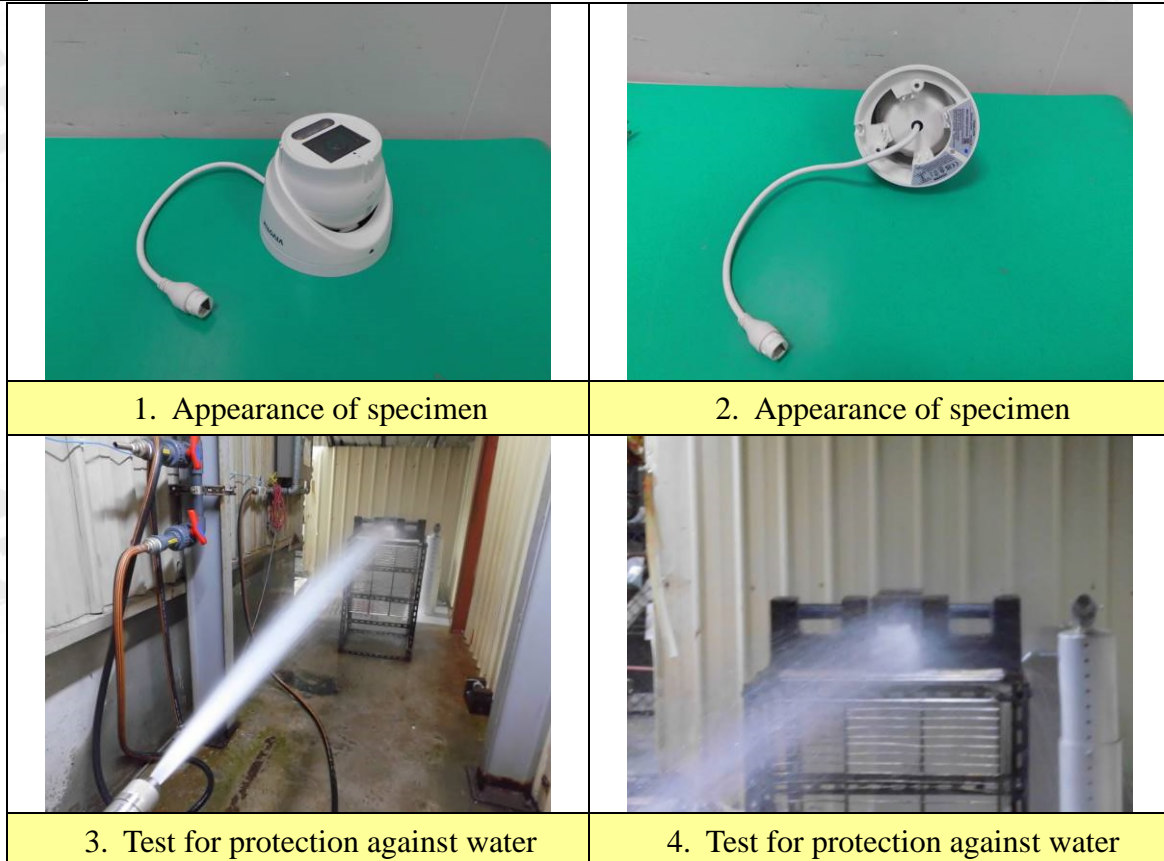 1. Appearance of specimen
2. Appearance of specimen
3. Test for protection against water
4. Test for protection against water